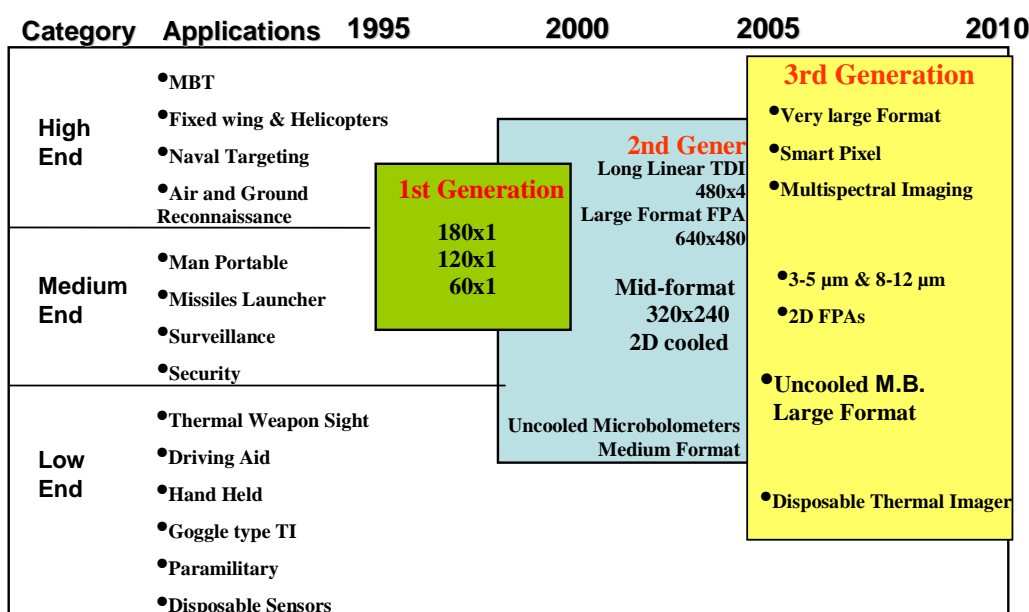 Category Applications 1995 2000 2005 2010
High
End
•MBT
•Fixed wing & Helicopters
•Naval Targeting
•Air and Ground
Reconnaissance
Medium
End
•Man Portable
•Missiles Launcher
•Surveillance
•Security
Low
End
•Thermal Weapon Sight
•Driving Aid
•Hand Held
•Goggle type TI
•Paramilitary
•Disposable Sensors
1st Generation
180x1
120x1
60x1
2nd Gener
Long Linear TDI
480x4
Large Format FPA
640x480
Mid-format
320x240
2D cooled
Uncooled Microbolometers
Medium Format
3rd Generation
•Very large Format
•Smart Pixel
•Multispectral Imaging
•3-5 µm & 8-12 µm
•2D FPAs
•Uncooled M.B.
Large Format
•Disposable Thermal Imager